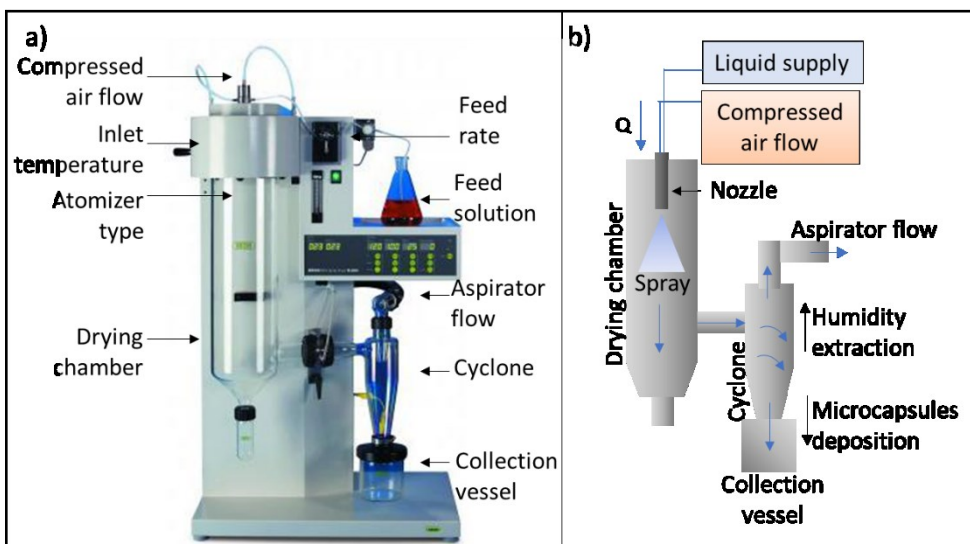 a)
Compressed
air flow
Inlet
temperature
Atomizer
type
Drying
chamber
Feed
rate
Feed
solution
Aspirator
flow
Cyclone
Collection
vessel
b)
Liquid supply
Compressed
air flow
Q
Nozzle
Drying chamber
Spray
Aspirator flow
Humidity
extraction
Cyclone
Microcapsules
deposition
Collection
vessel